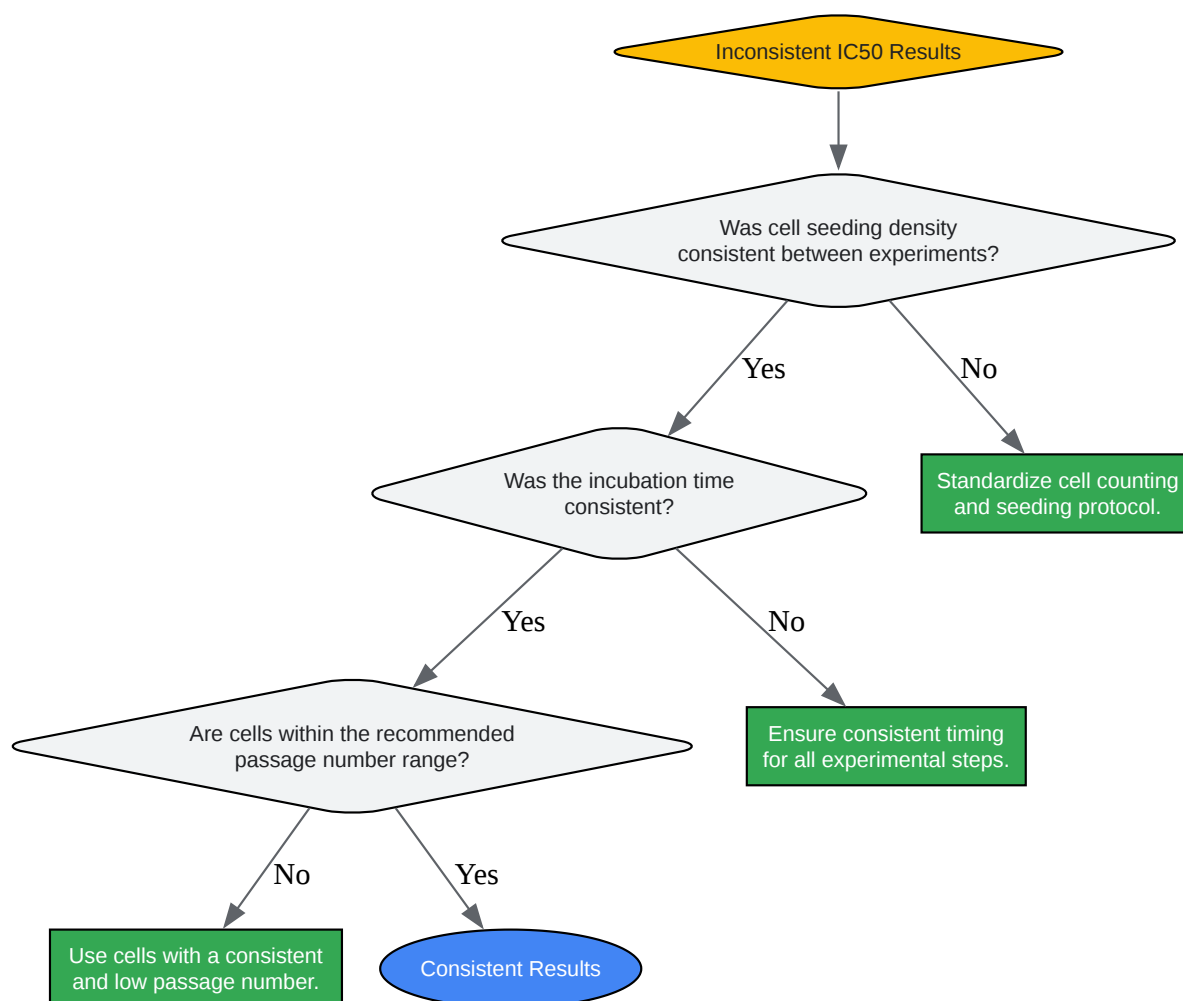 Inconsistent IC50 Results
Was cell seeding density
consistent between experiments?
Yes
No
Was the incubation time
consistent?
Standardize cell counting
and seeding protocol.
Yes
No
Are cells within the recommended
passage number range?
Ensure consistent timing
for all experimental steps.
No
Yes
Use cells with a consistent
and low passage number.
Consistent Results